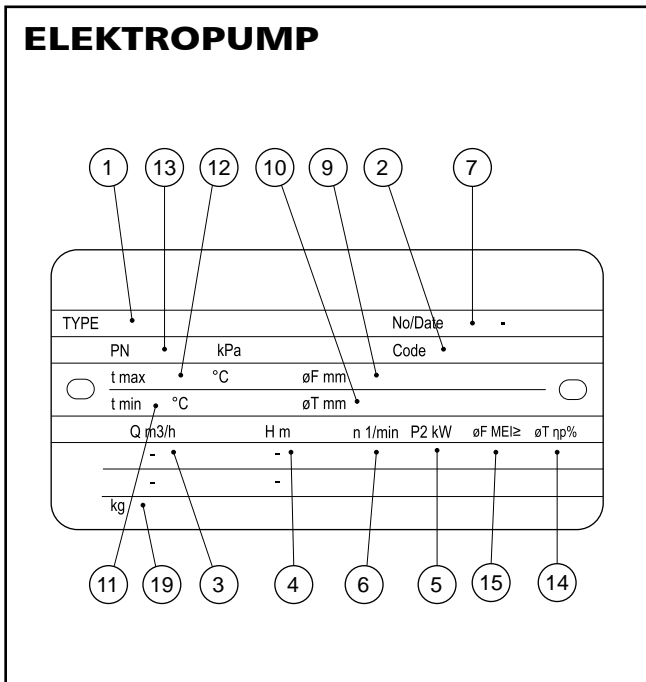 ELEKTROPUMP
1 13 12 10 9 2 7
TYPE No/Date -
PN kPa Code
t max °C øF mm
t min °C øT mm
Q m3/h H m n 1/min P2 kW øF MEI≥ øT ηp%
- -
- -
kg
11 19 3 4 6 5 15 14